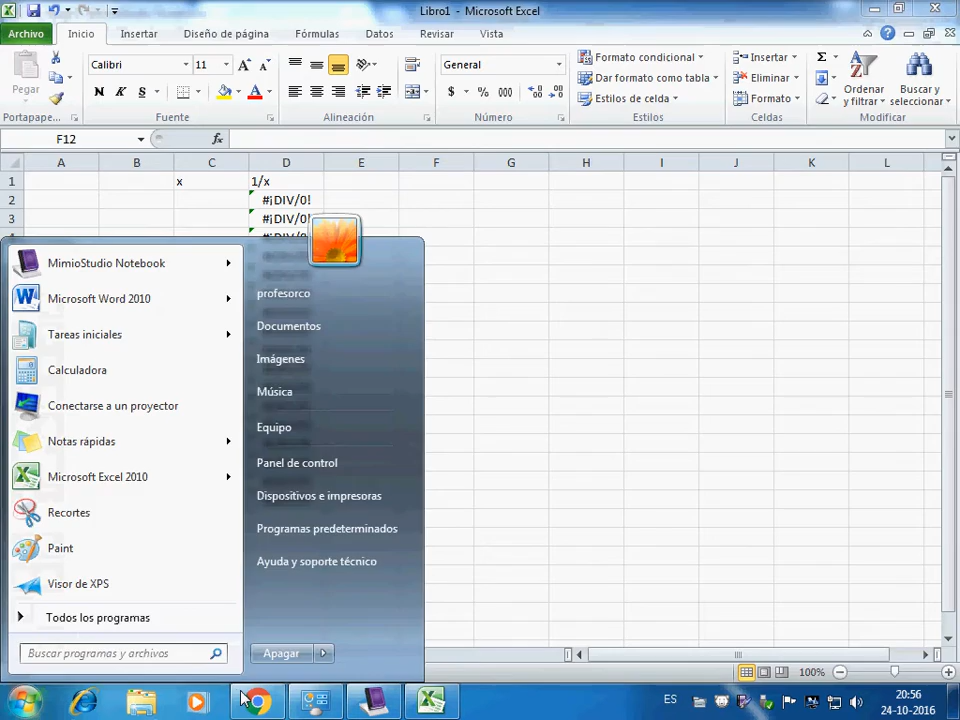 Libro1 - Microsoft Excel
Archivo Inicio Insertar Diseño de página Fórmulas Datos Revisar Vista
Calibri 11 General Formato condicional Insertar
Pegar Dar formato como tabla Eliminar Ordenar y filtrar Buscar y seleccionar
N K S $ % 000 Estilos de celda Formato
Portapape... Fuente Alineación Número Estilos Celdas Modificar
F12 fx
A B C D E F G H I J K L
1 x 1/x
2 #¡DIV/0!
3 #¡DIV/0!
MimioStudio Notebook
Microsoft Word 2010
Tareas iniciales
Calculadora
Conectarse a un proyector
Notas rápidas
Microsoft Excel 2010
Recortes
Paint
Visor de XPS
Todos los programas
Buscar programas y archivos
profesorco
Documentos
Imágenes
Música
Equipo
Panel de control
Dispositivos e impresoras
Programas predeterminados
Ayuda y soporte técnico
Apagar
100%
ES
20:56
24-10-2016